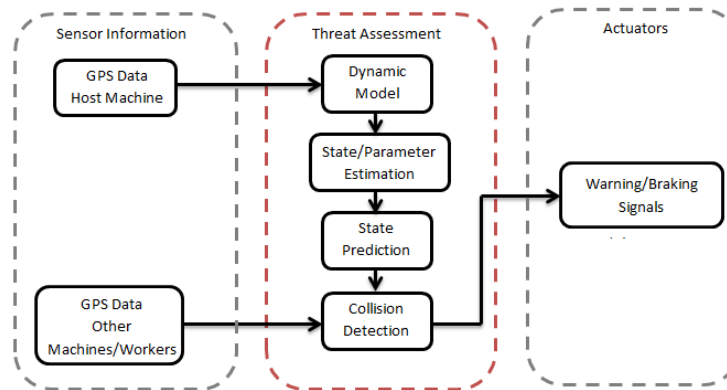 Sensor Information
GPS Data
Host Machine
GPS Data
Other
Machines/Workers
Threat Assessment
Dynamic
Model
State/Parameter
Estimation
State
Prediction
Collision
Detection
Actuators
Warning/Braking
Signals